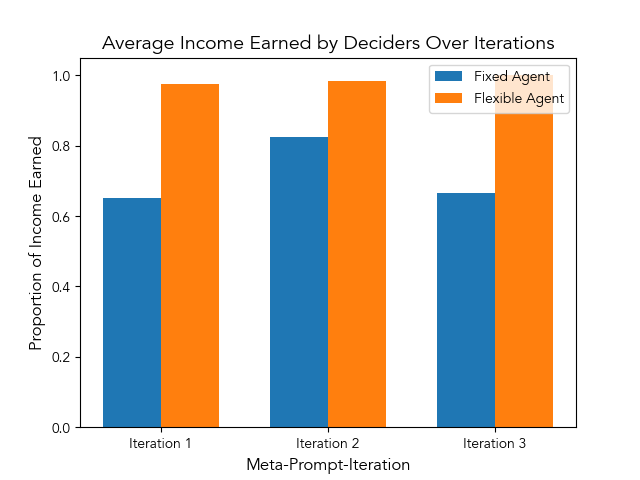 Average Income Earned by Deciders Over Iterations
Fixed Agent
Flexible Agent
Proportion of Income Earned
1.0
0.8
0.6
0.4
0.2
0.0
Iteration 1
Iteration 2
Iteration 3
Meta-Prompt-Iteration